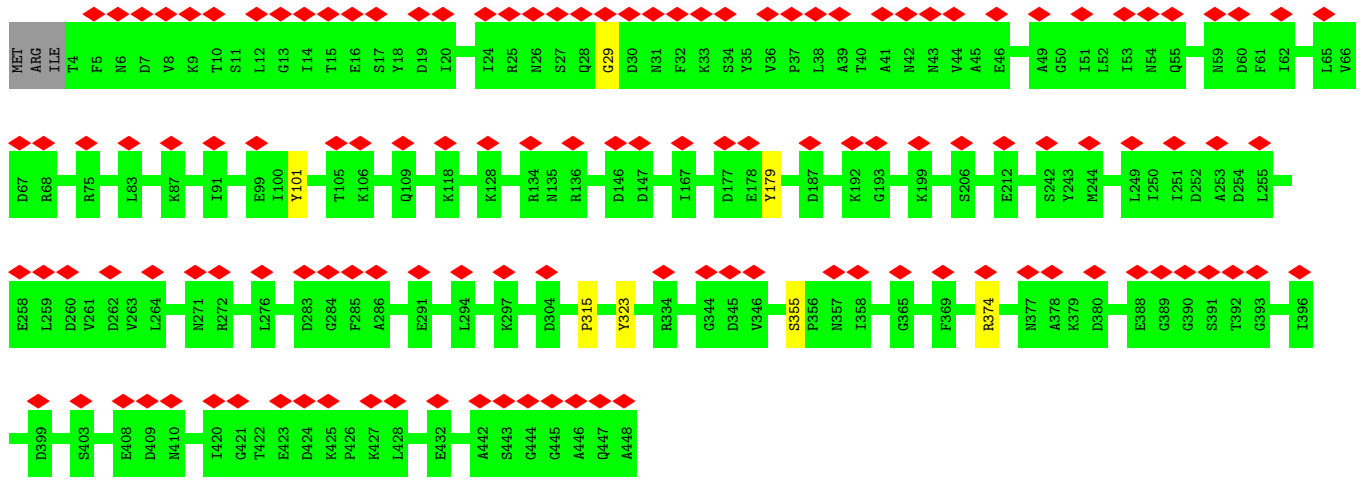 MET ARG ILE T4 F5 N6 D7 V8 K9 T10 S11 L12 G13 I14 T15 E16 S17 Y18 D19 I20 I24 R25 N26 S27 Q28 G29 D30 N31 F32 K33 S34 Y35 V36 P37 L38 A39 T40 A41 N42 N43 V44 A45 E46 A49 G50 I51 L52 I53 N54 Q55 N59 D60 F61 I62 L65 V66
D67 R68 R75 L83 K87 I91 E99 I100 Y101 T105 K106 Q109 K118 K128 R134 N135 R136 D146 D147 I167 D177 E178 Y179 D187 K192 G193 K199 S206 E212 S242 Y243 M244 L249 I250 I251 D252 A253 D254 L255
E258 L259 D260 V261 D262 V263 L264 N271 R272 L276 D283 G284 F285 A286 E291 L294 K297 D304 P315 Y323 R334 G344 D345 V346 S355 P356 N357 I358 G365 F369 R374 N377 A378 K379 D380 E388 G389 G390 S391 T392 G393 I396
D399 S403 E408 D409 N410 I420 G421 T422 E423 D424 K425 P426 K427 L428 E432 A442 S443 G444 G445 A446 Q447 A448